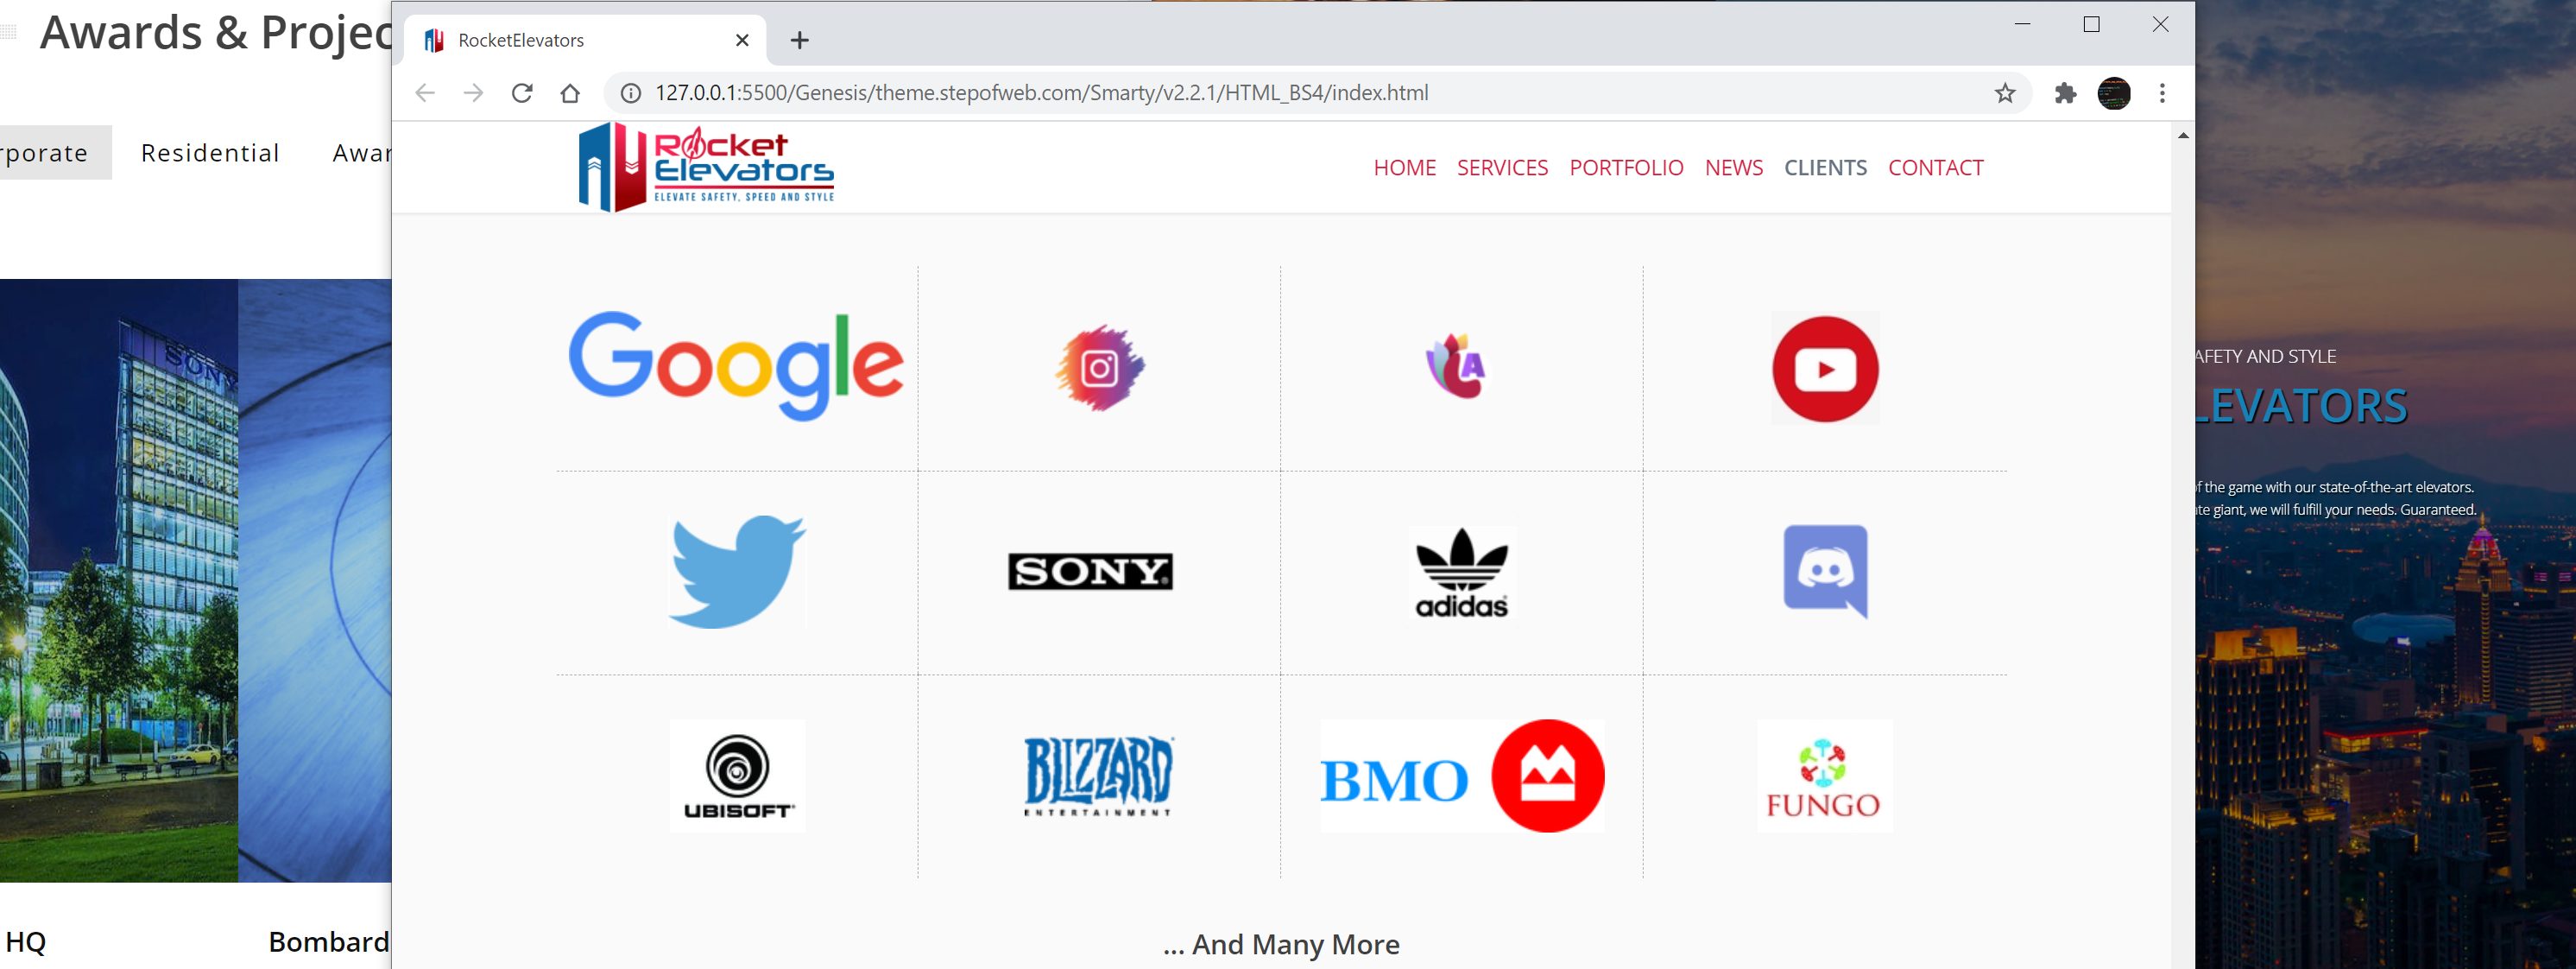 Awards & Projec
rporate Residential Awar
SONY
HQ Bombard
RocketElevators
127.0.0.1:5500/Genesis/theme.stepofweb.com/Smarty/v2.2.1/HTML_BS4/index.html
Rocket
Elevators
ELEVATE SAFETY, SPEED AND STYLE
HOME SERVICES PORTFOLIO NEWS CLIENTS CONTACT
Google
A
SONY
adidas
UBISOFT
BLIZZARD
ENTERTAINMENT
BMO
FUNGO
... And Many More
AFETY AND STYLE
LEVATORS
of the game with our state-of-the-art elevators.
ate giant, we will fulfill your needs. Guaranteed.